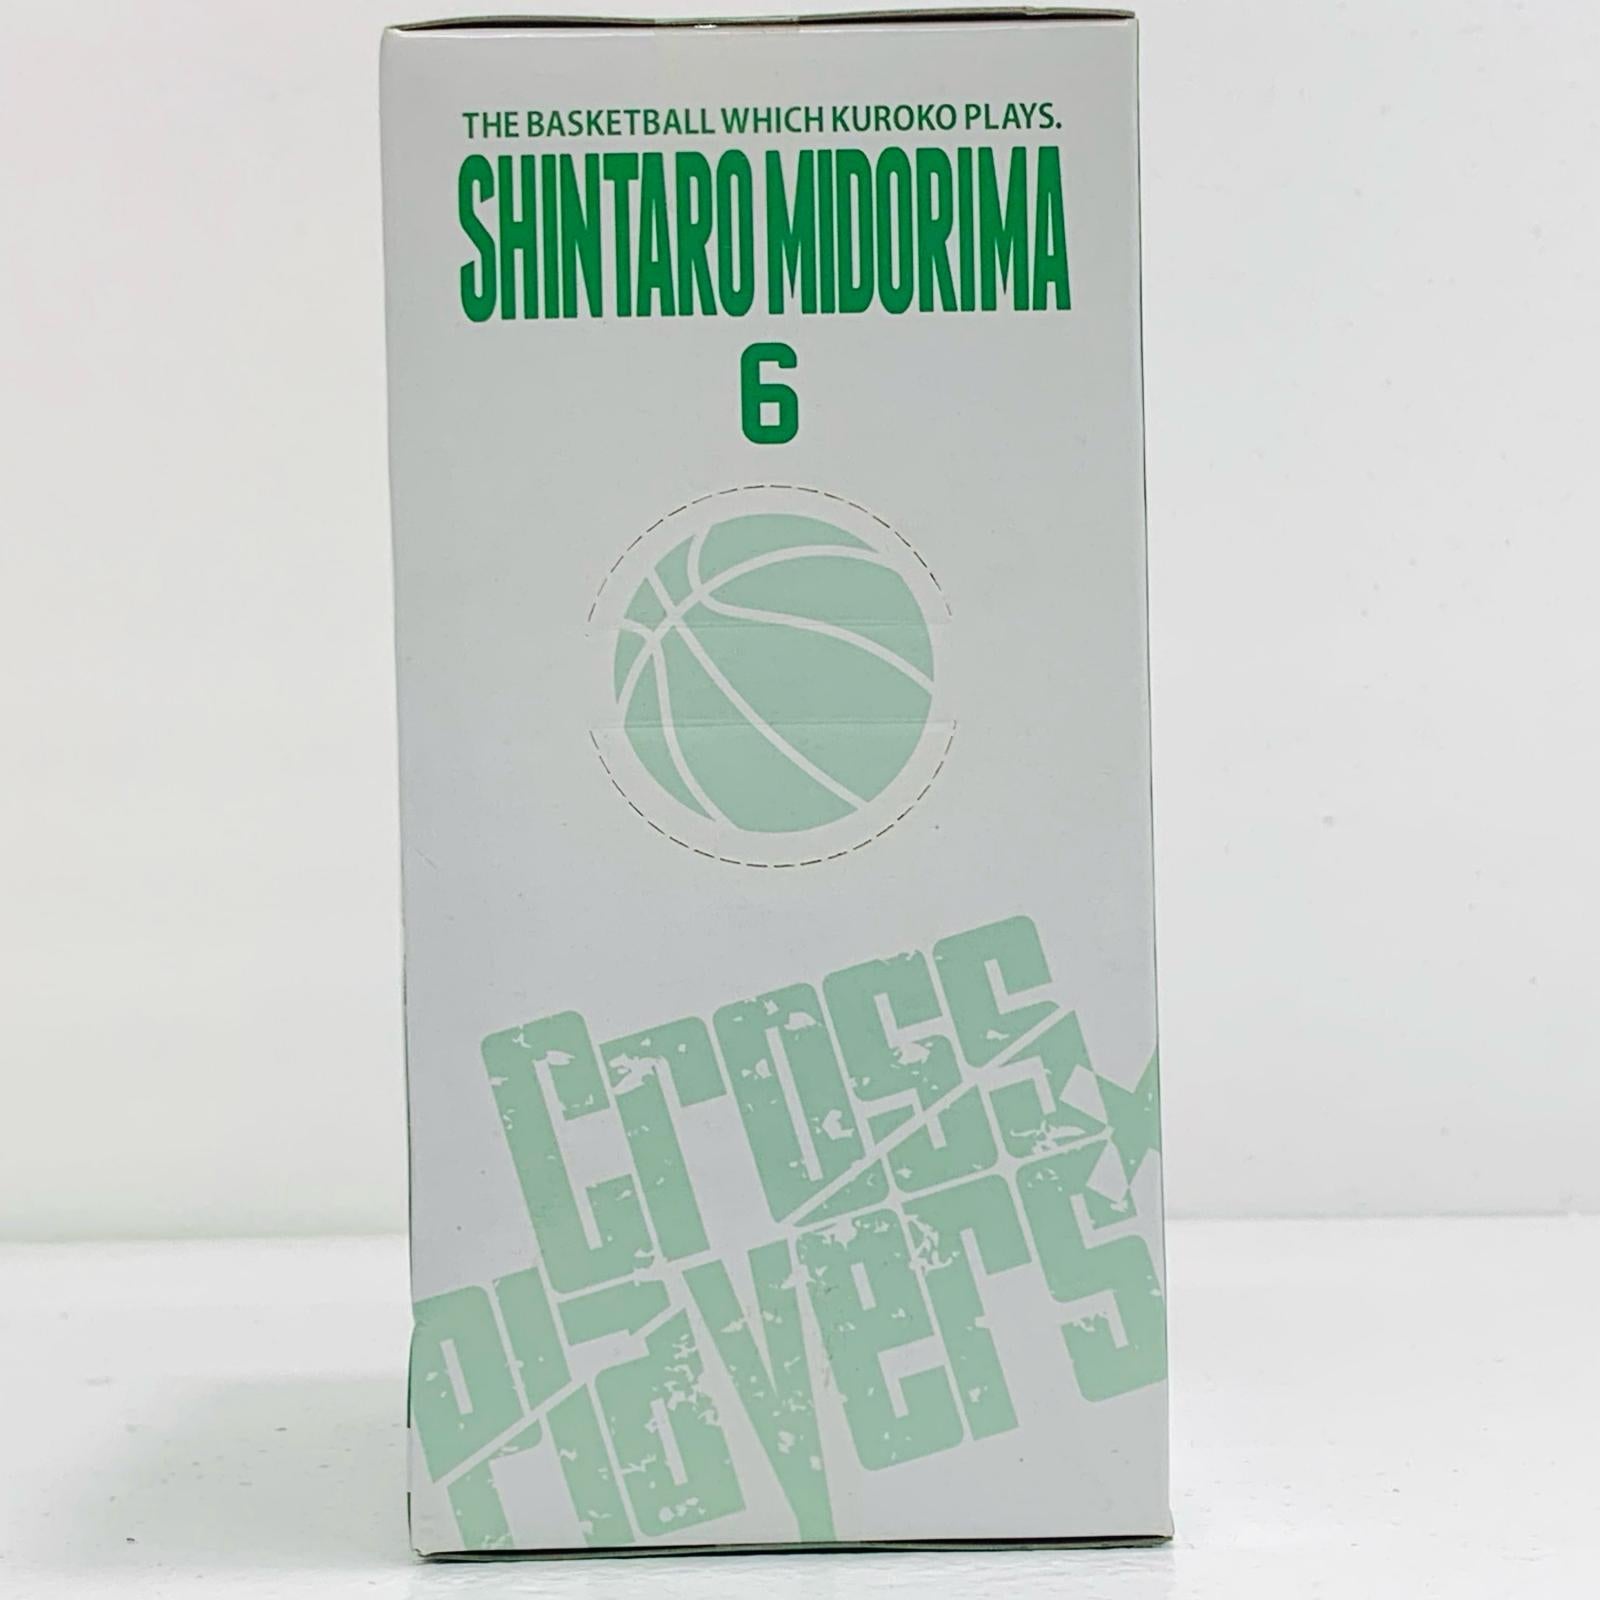 THE BASKETBALL WHICH KUROKO PLAYS.
SHINTARO MIDORIMA
6
Cross
Players